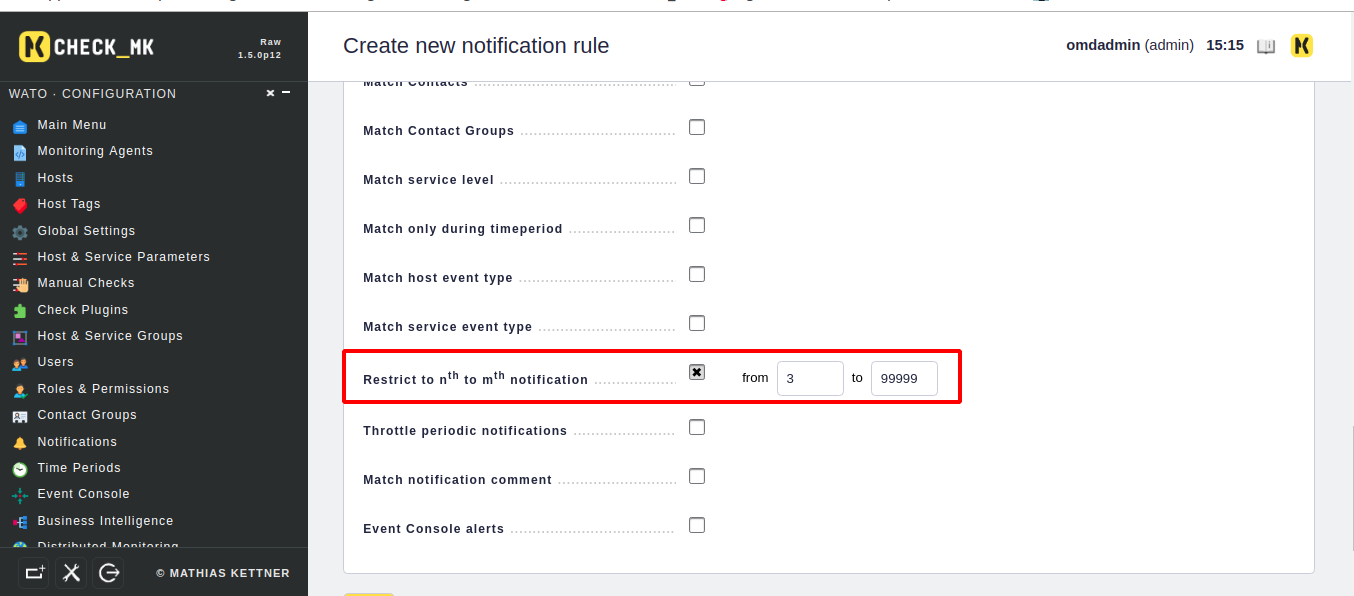 CHECK_MK
Raw
1.5.0p12
Create new notification rule
omdadmin (admin) 15:15
WATO · CONFIGURATION
Main Menu
Monitoring Agents
Hosts
Host Tags
Global Settings
Host & Service Parameters
Manual Checks
Check Plugins
Host & Service Groups
Users
Roles & Permissions
Contact Groups
Notifications
Time Periods
Event Console
Business Intelligence
Distributed Monitoring
© MATHIAS KETTNER
Match Contacts
Match Contact Groups
Match service level
Match only during timeperiod
Match host event type
Match service event type
Restrict to nth to mth notification from 3 to 99999
Throttle periodic notifications
Match notification comment
Event Console alerts